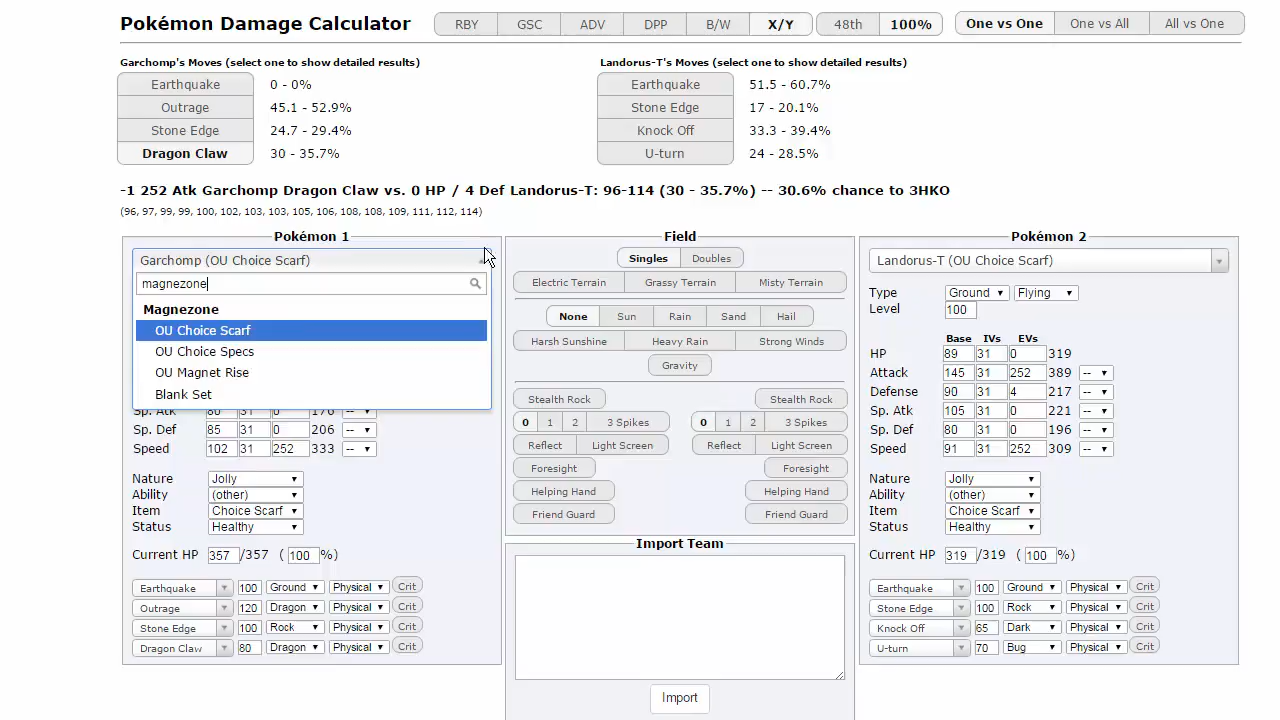 Pokémon Damage Calculator RBY GSC ADV DPP B/W X/Y 48th 100% One vs One One vs All All vs One
Garchomp's Moves (select one to show detailed results) Landorus-T's Moves (select one to show detailed results)
Earthquake 0 - 0% Earthquake 51.5 - 60.7%
Outrage 45.1 - 52.9% Stone Edge 17 - 20.1%
Stone Edge 24.7 - 29.4% Knock Off 33.3 - 39.4%
Dragon Claw 30 - 35.7% U-turn 24 - 28.5%
-1 252 Atk Garchomp Dragon Claw vs. 0 HP / 4 Def Landorus-T: 96-114 (30 - 35.7%) -- 30.6% chance to 3HKO
(96, 97, 99, 99, 100, 102, 103, 103, 105, 106, 108, 108, 109, 111, 112, 114)
Pokémon 1
Garchomp (OU Choice Scarf)
magnezone
Magnezone
OU Choice Scarf
OU Choice Specs
OU Magnet Rise
Blank Set
Sp. Atk 80 31 0 176 --
Sp. Def 85 31 0 206 --
Speed 102 31 252 333 --
Nature Jolly
Ability (other)
Item Choice Scarf
Status Healthy
Current HP 357 /357 ( 100 %)
Earthquake 100 Ground Physical Crit
Outrage 120 Dragon Physical Crit
Stone Edge 100 Rock Physical Crit
Dragon Claw 80 Dragon Physical Crit
Field
Singles Doubles
Electric Terrain Grassy Terrain Misty Terrain
None Sun Rain Sand Hail
Harsh Sunshine Heavy Rain Strong Winds
Gravity
Stealth Rock Stealth Rock
0 1 2 3 Spikes 0 1 2 3 Spikes
Reflect Light Screen Reflect Light Screen
Foresight Foresight
Helping Hand Helping Hand
Friend Guard Friend Guard
Import Team
Import
Pokémon 2
Landorus-T (OU Choice Scarf)
Type Ground Flying
Level 100
Base IVs EVs
HP 89 31 0 319
Attack 145 31 252 389 --
Defense 90 31 4 217 --
Sp. Atk 105 31 0 221 --
Sp. Def 80 31 0 196 --
Speed 91 31 252 309 --
Nature Jolly
Ability (other)
Item Choice Scarf
Status Healthy
Current HP 319 /319 ( 100 %)
Earthquake 100 Ground Physical Crit
Stone Edge 100 Rock Physical Crit
Knock Off 65 Dark Physical Crit
U-turn 70 Bug Physical Crit